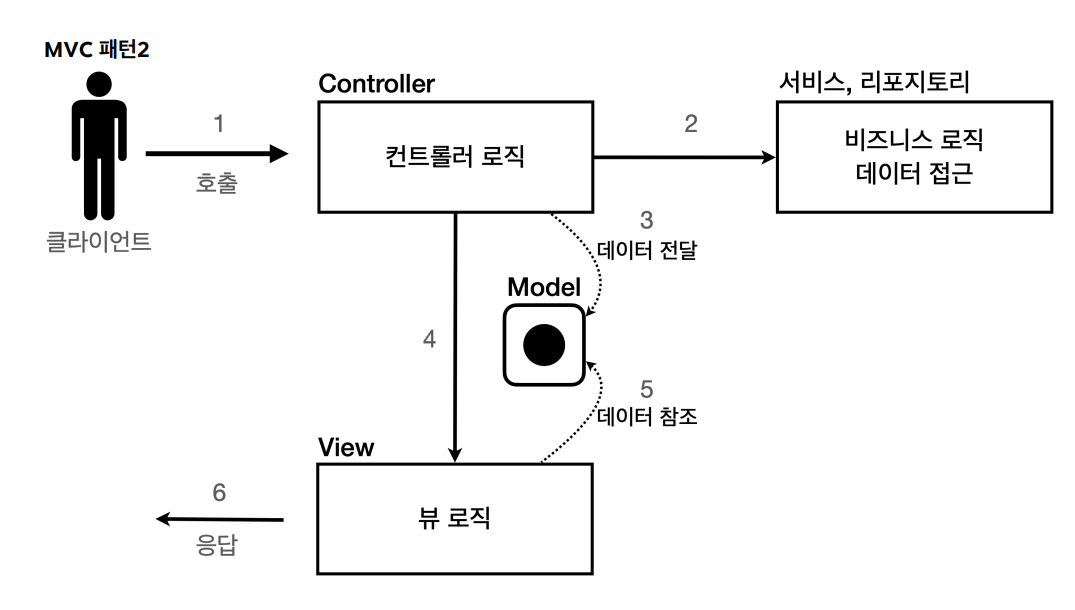 MVC 패턴2
Controller
서비스, 리포지토리
1
호출
컨트롤러 로직
2
비즈니스 로직
데이터 접근
클라이언트
3
데이터 전달
Model
4
5
데이터 참조
View
6
응답
뷰 로직